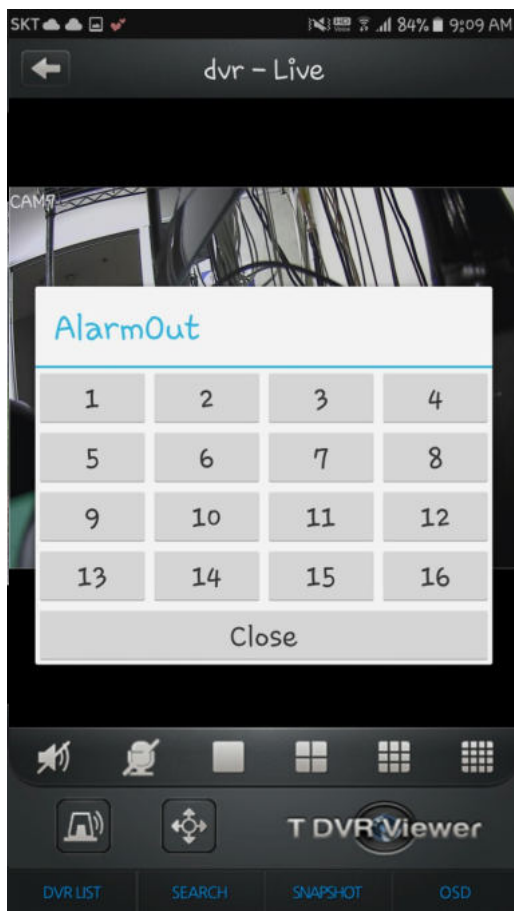 SKT 84% 9:09 AM
dvr - Live
CAM7
AlarmOut
1 2 3 4
5 6 7 8
9 10 11 12
13 14 15 16
Close
T DVR Viewer
DVR LIST SEARCH SNAPSHOT OSD